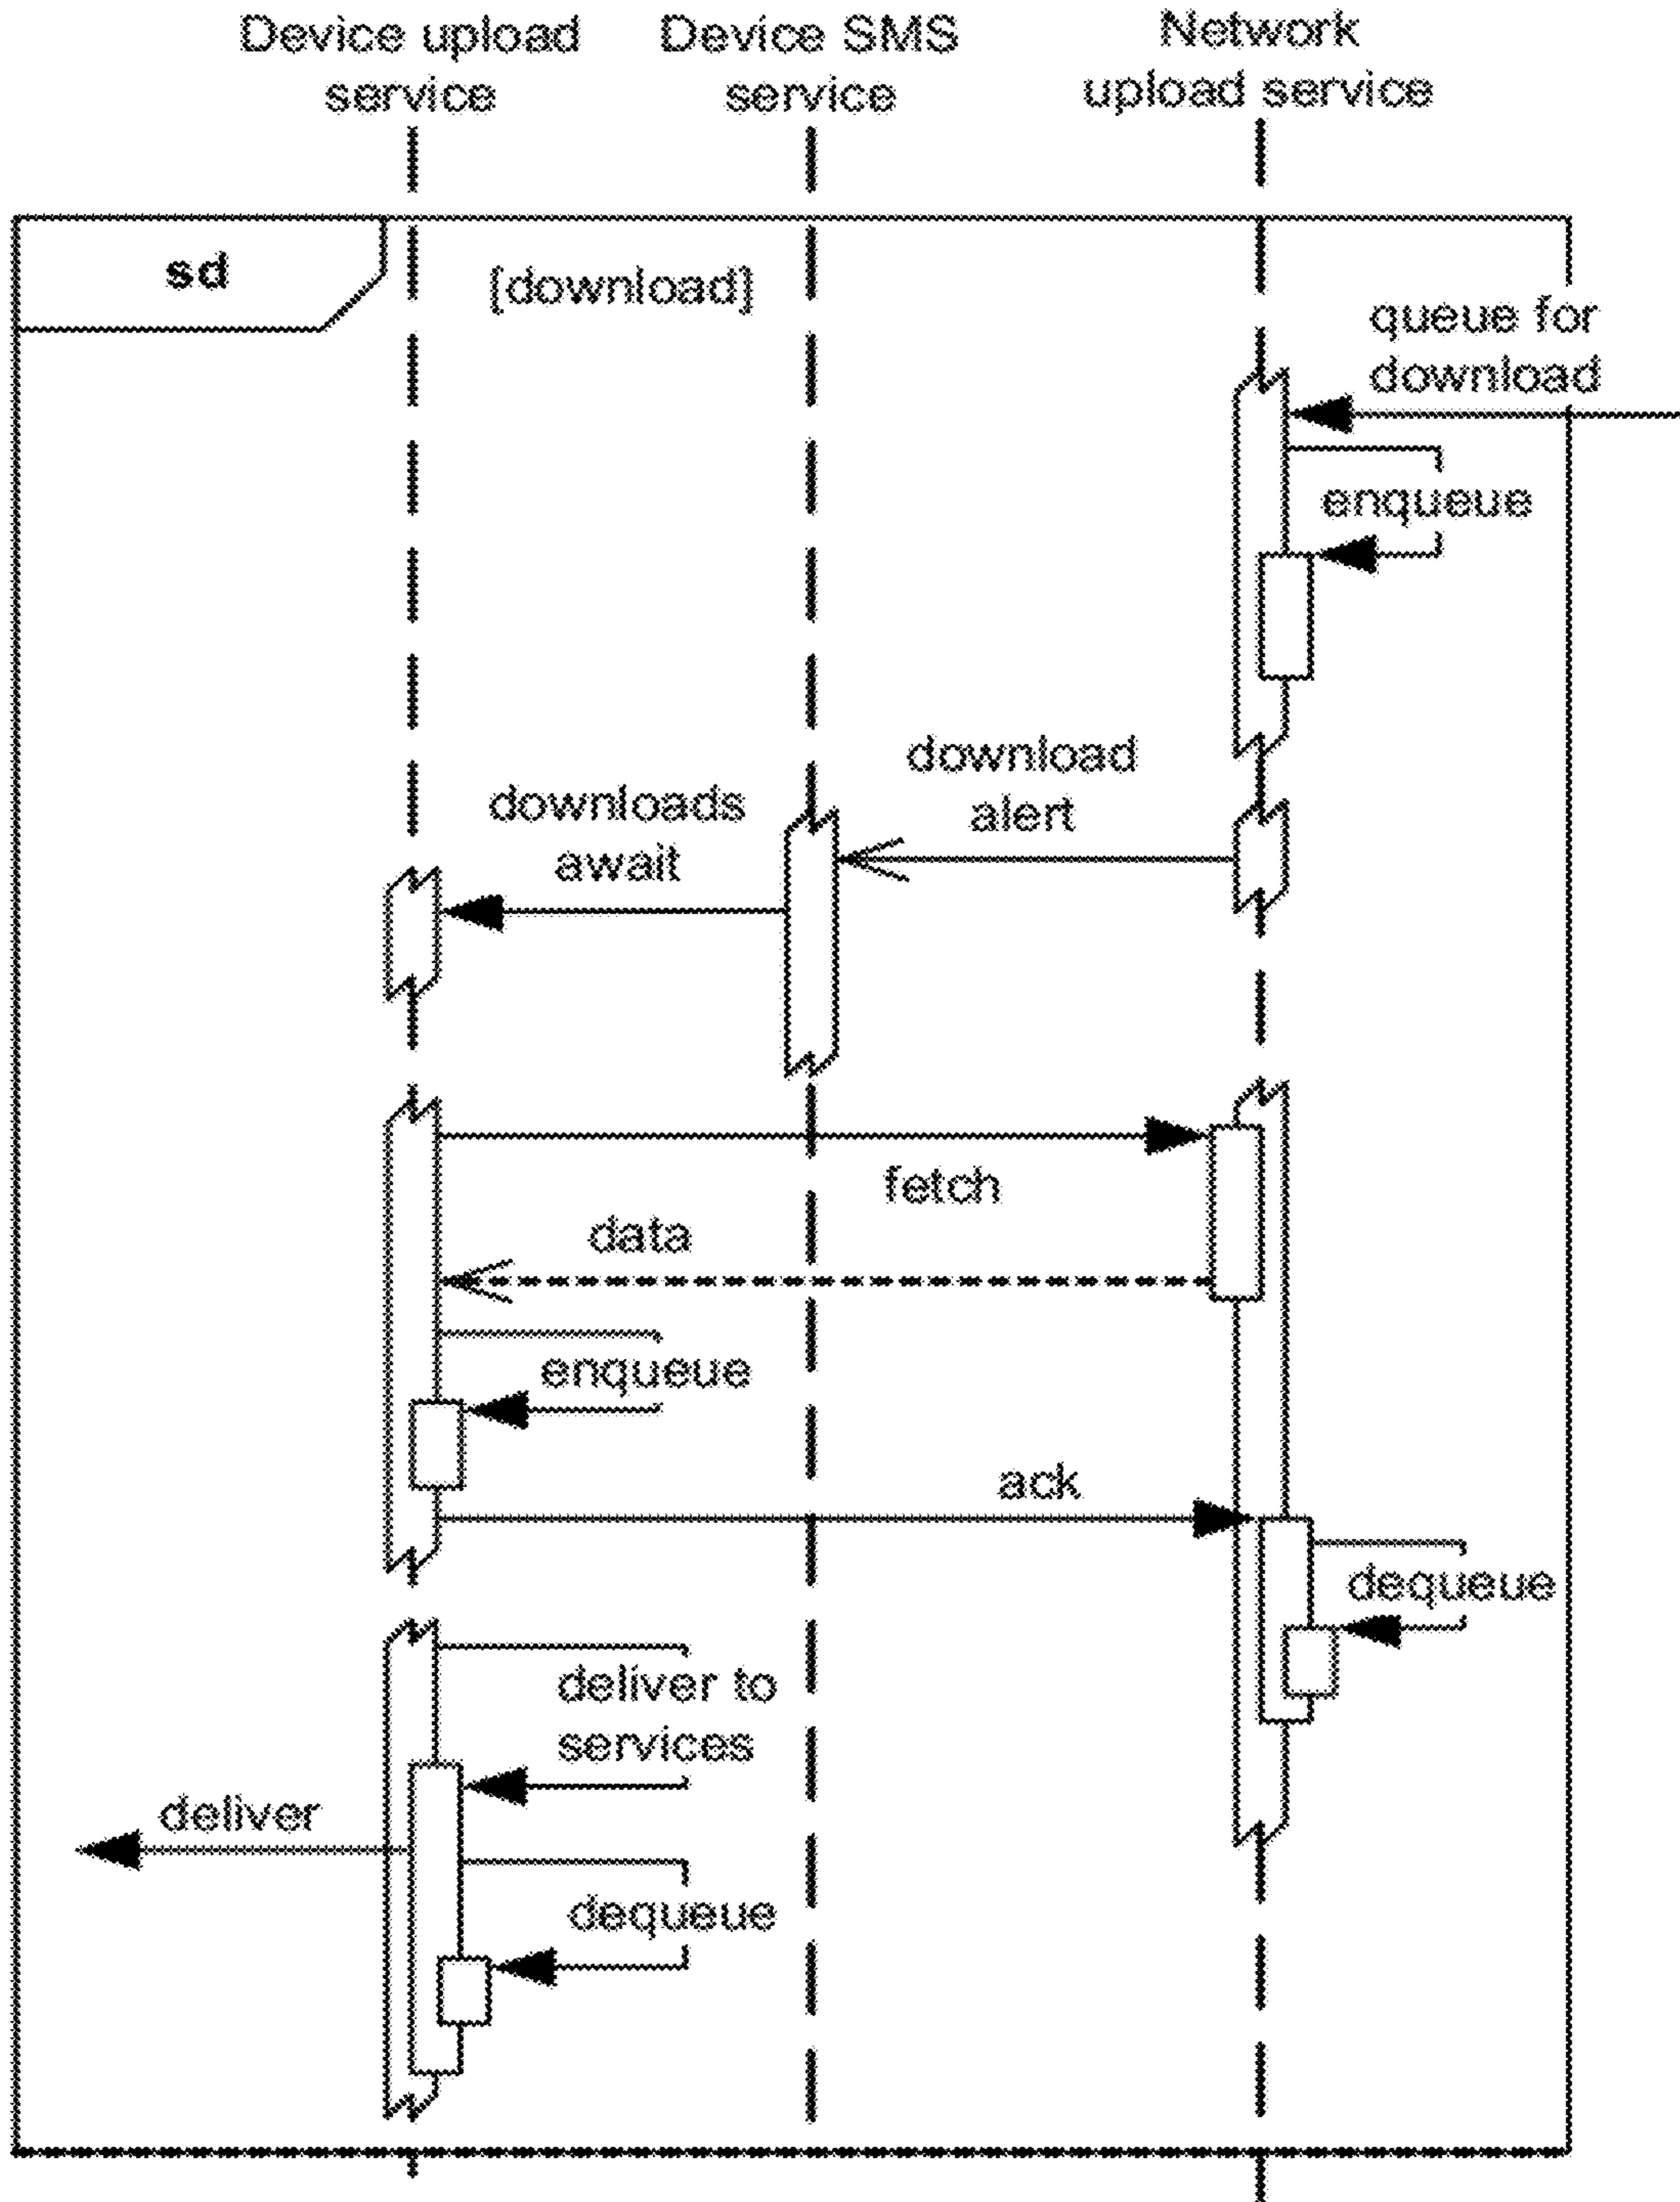 Device upload
service
Device SMS
service
Network
upload service
sd
[download]
queue for
download
enqueue
download
alert
downloads
await
fetch
data
enqueue
ack
dequeue
deliver to
services
deliver
dequeue